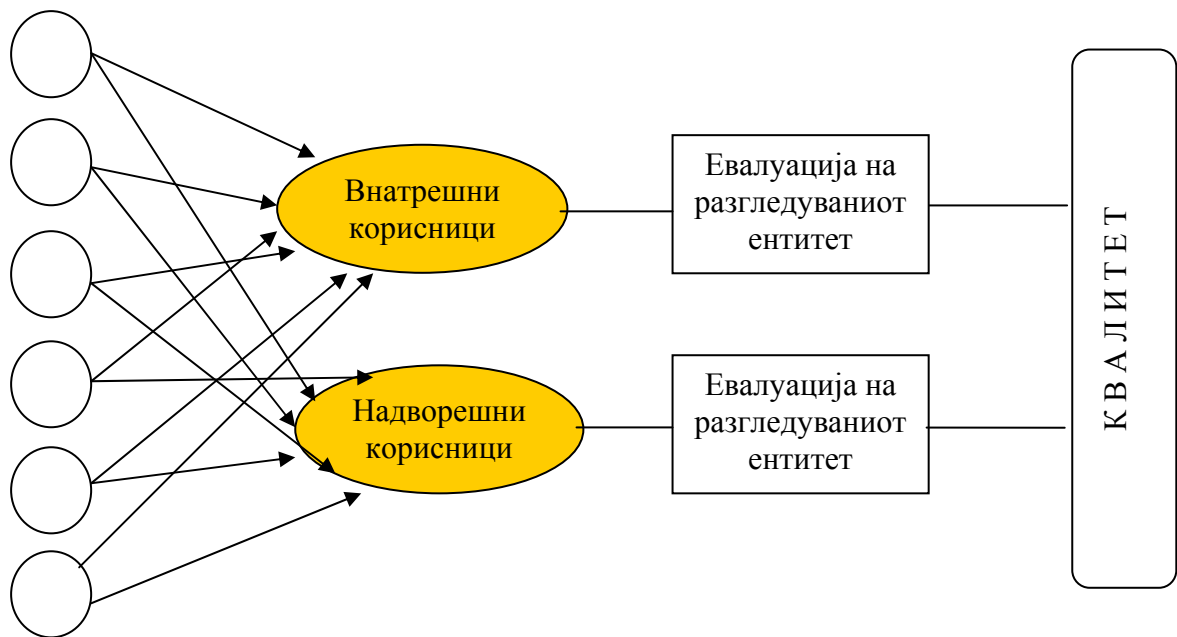 Внатрешни
корисници
Евалуација на
разгледуваниот
ентитет
Надворешни
корисници
Евалуација на
разгледуваниот
ентитет
К В А Л И Т Е Т